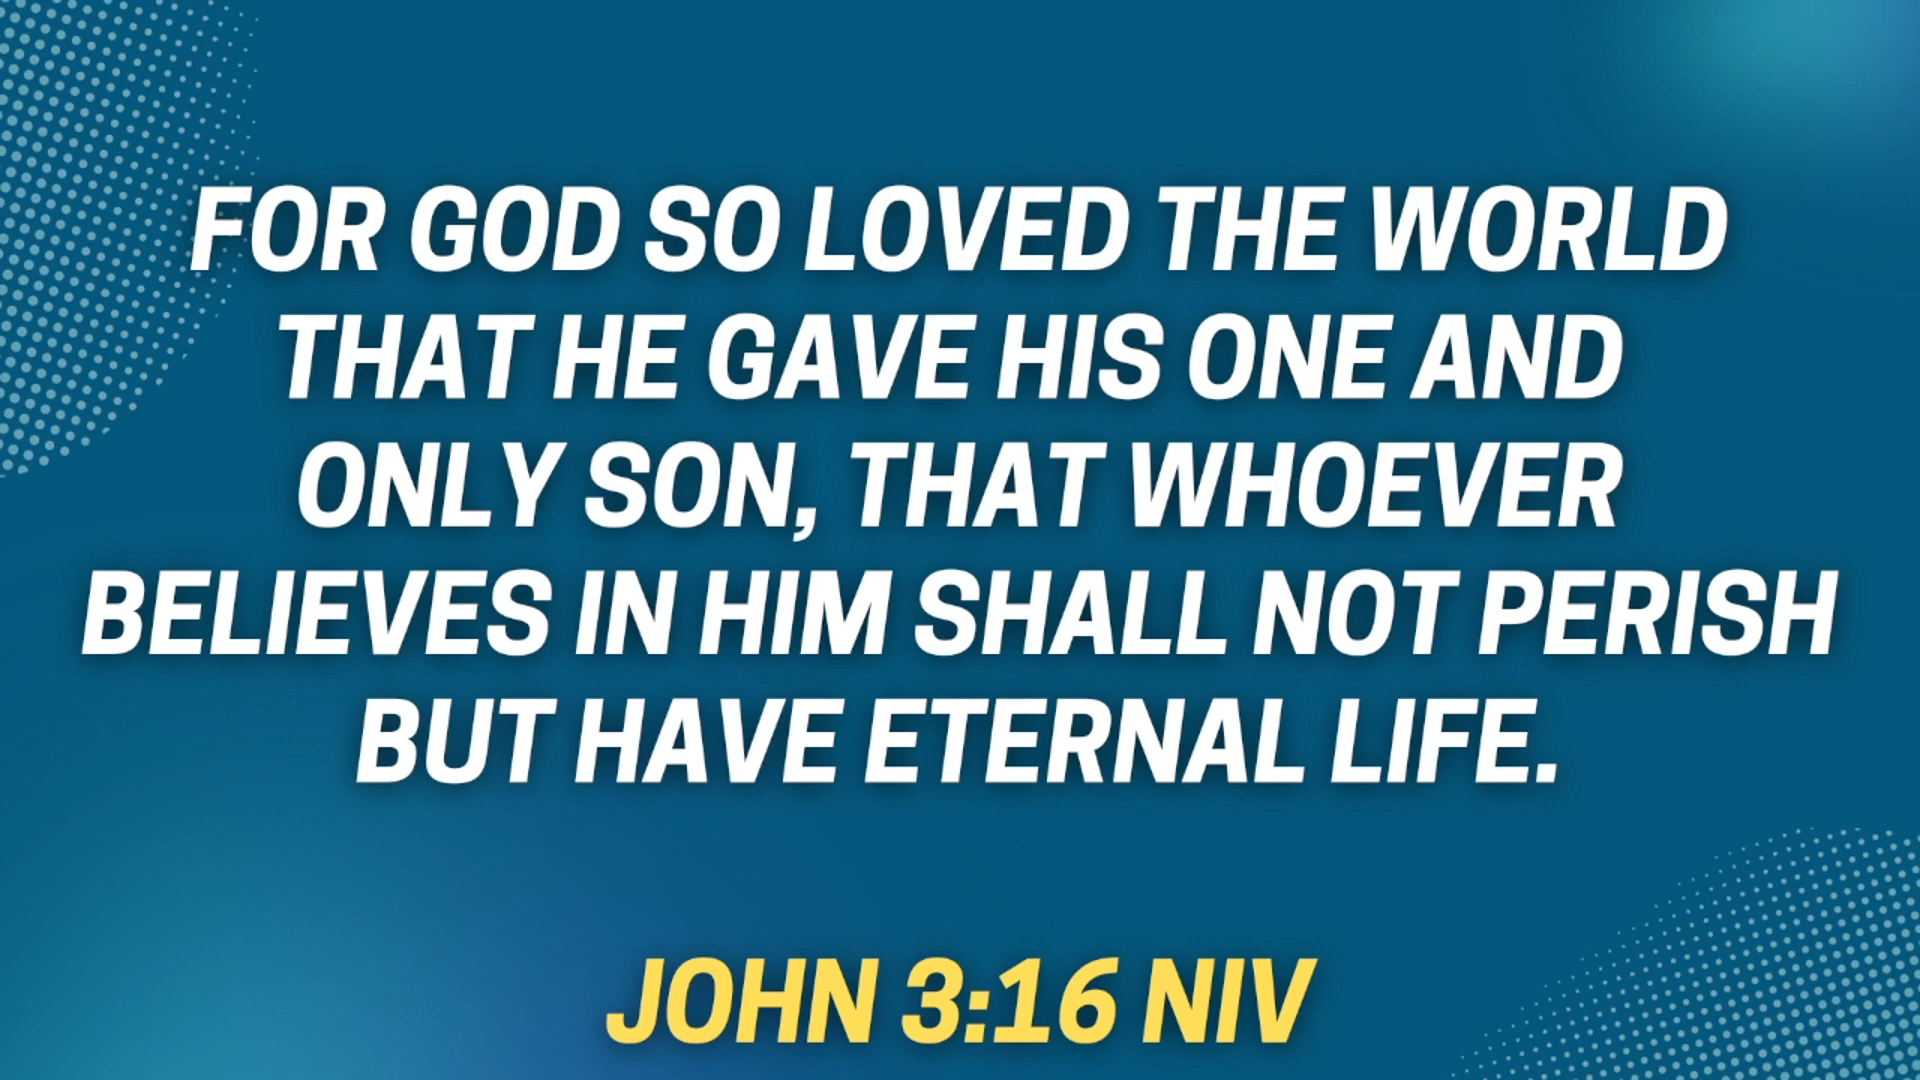 FOR GOD SO LOVED THE WORLD
THAT HE GAVE HIS ONE AND
ONLY SON, THAT WHOEVER
BELIEVES IN HIM SHALL NOT PERISH
BUT HAVE ETERNAL LIFE.
JOHN 3:16 NIV